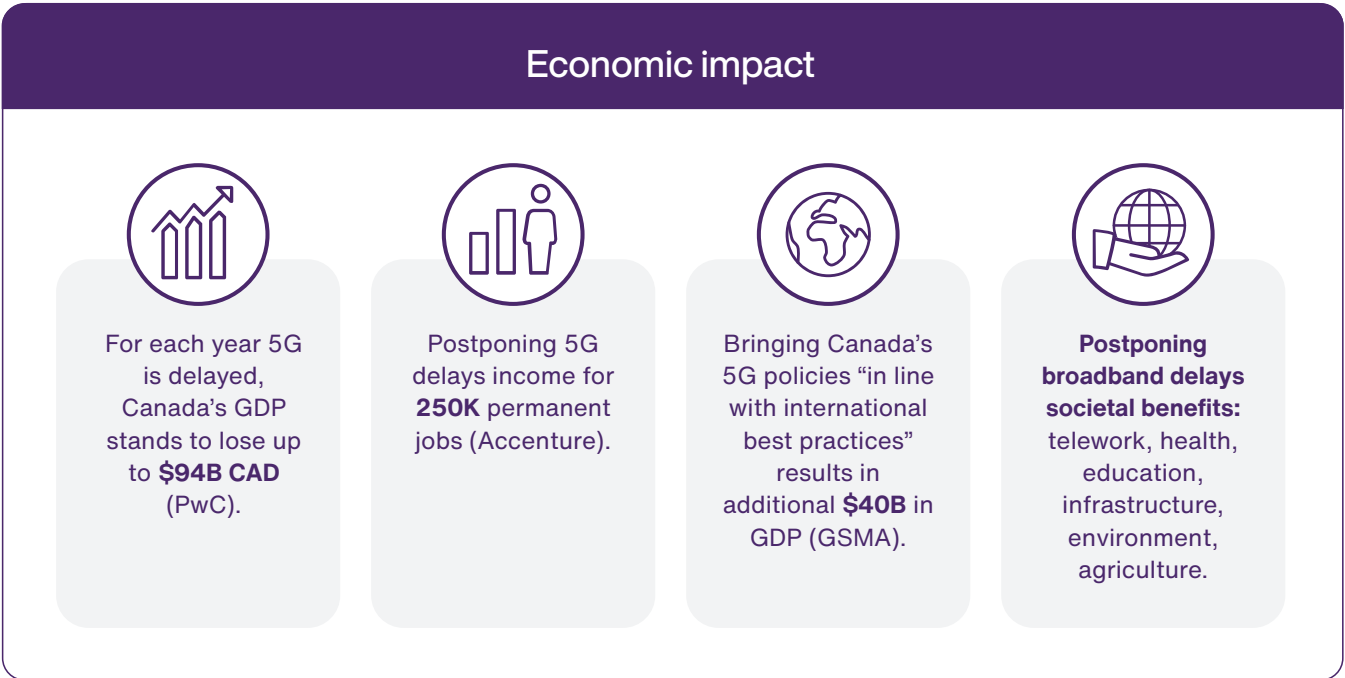 Economic impact
For each year 5G
is delayed,
Canada’s GDP
stands to lose up
to $94B CAD
(PwC).
Postponing 5G
delays income for
250K permanent
jobs (Accenture).
Bringing Canada’s
5G policies “in line
with international
best practices”
results in
additional $40B in
GDP (GSMA).
Postponing
broadband delays
societal benefits:
telework, health,
education,
infrastructure,
environment,
agriculture.